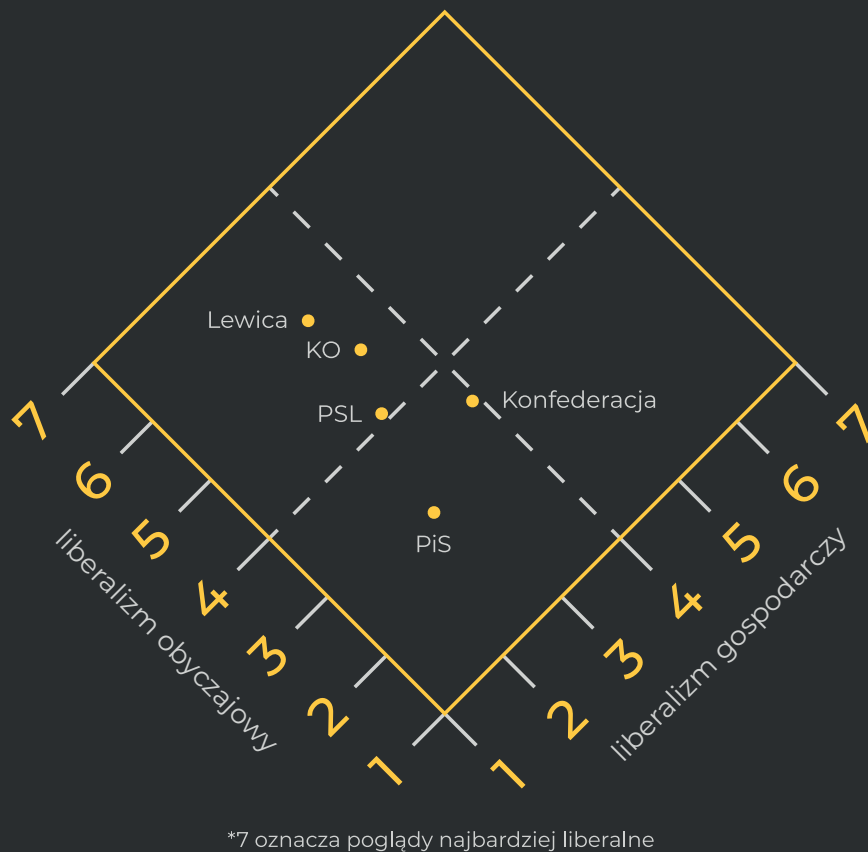 Lewica
KO
Konfederacja
PSL
PiS
7
6
5
4
3
2
1
liberalizm obyczajowy
7
6
5
4
3
2
1
liberalizm gospodarczy
*7 oznacza poglądy najbardziej liberalne